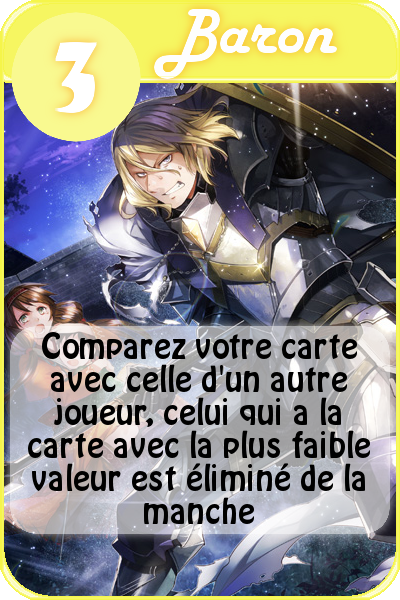 3
Baron
Comparez votre carte
avec celle d'un autre
joueur, celui qui a la
carte avec la plus faible
valeur est éliminé de la
manche